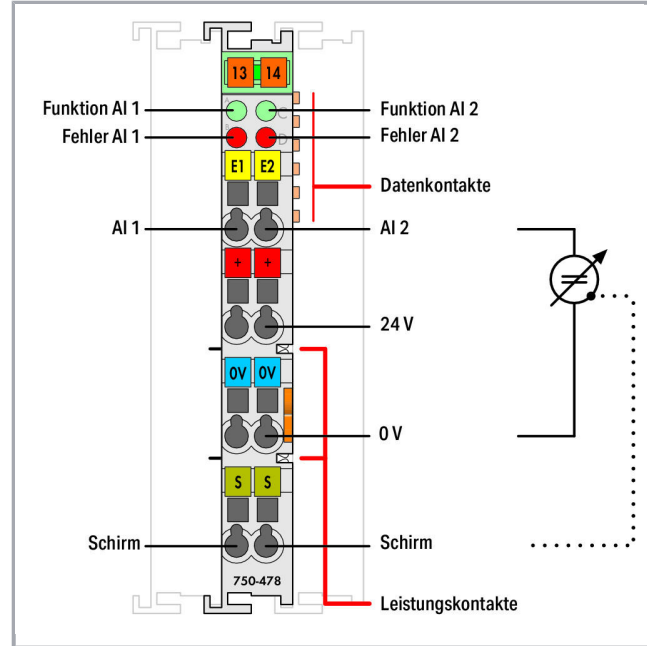 13 14
A C
Funktion AI 1 Funktion AI 2
Fehler AI 1 D Fehler AI 2
E1 E2
Datenkontakte
AI 1 AI 2
+ +
24 V
0V 0V
0 V
S S
Schirm Schirm
750-478
Leistungskontakte